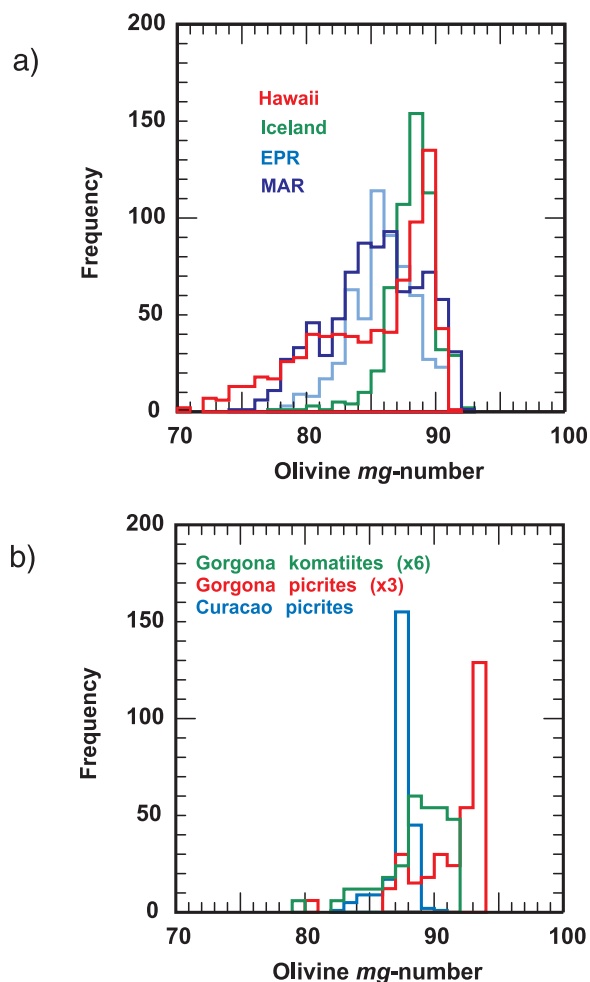 a)
200
150
100
50
0
Frequency
Hawaii
Iceland
EPR
MAR
70 80 90 100
Olivine mg-number
b)
200
150
100
50
0
Frequency
Gorgona komatiites (x6)
Gorgona picrites (x3)
Curacao picrites
70 80 90 100
Olivine mg-number